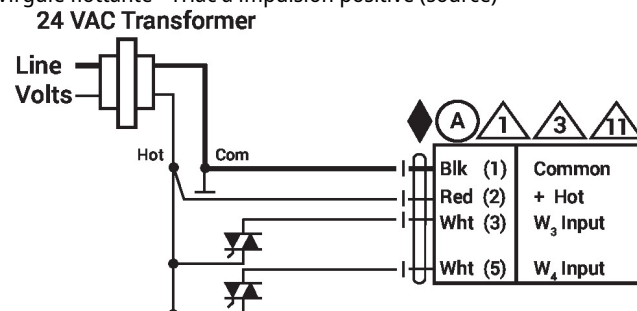 24 VAC Transformer
Line
Volts
Hot
Com
A
1
3
11
Blk (1) Common
Red (2) + Hot
Wht (3) W₃ Input
Wht (5) W₄ Input